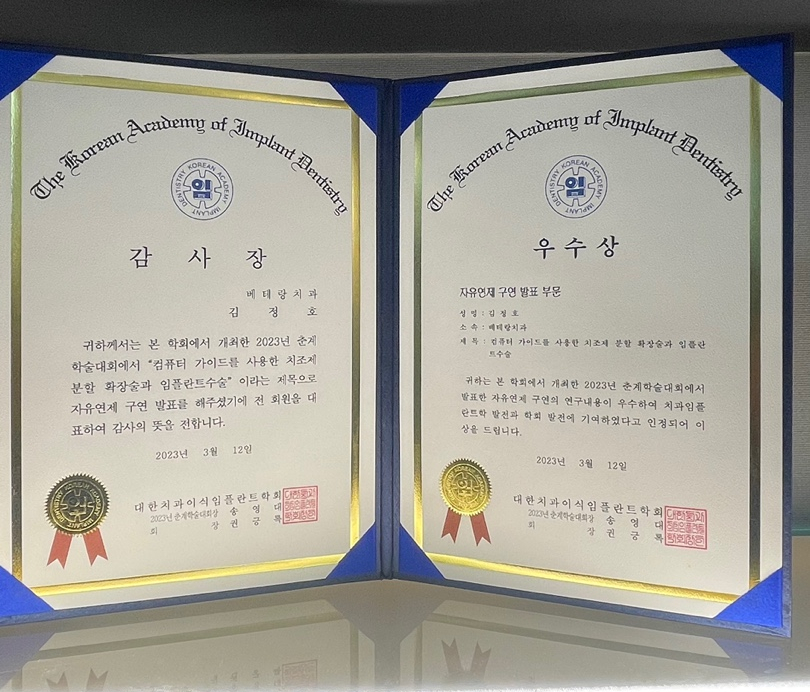 The Korean Academy of Implant Dentistry
KOREAN ACADEMY IMPLANT DENTISTRY
임
감 사 장
베테랑치과
김 정 호
귀하께서는 본 학회에서 개최한 2023년 춘계
학술대회에서 “컴퓨터 가이드를 사용한 치조제
분할 확장술과 임플란트수술” 이라는 제목으로
자유연제 구연 발표를 해주셨기에 전 회원을 대
표하여 감사의 뜻을 전합니다.
2023년 3월 12일
대한치과이식임플란트학회
2023년 춘계학술대회장 송 영 대
회 장 권 긍 록
The Korean Academy of Implant Dentistry
KOREAN ACADEMY IMPLANT DENTISTRY
임
우수상
자유연제 구연 발표 부문
성 명 : 김 정 호
소 속 : 베테랑치과
제 목 : 컴퓨터 가이드를 사용한 치조제 분할 확장술과 임플란
트수술
귀하는 본 학회에서 개최한 2023년 춘계학술대회에서
발표한 자유연제 구연의 연구내용이 우수하여 치과임플
란트학 발전과 학회 발전에 기여하였다고 인정되어 이
상을 드립니다.
2023년 3월 12일
대한치과이식임플란트학회
2023년 춘계학술대회장 송 영 대
회 장 권 긍 록